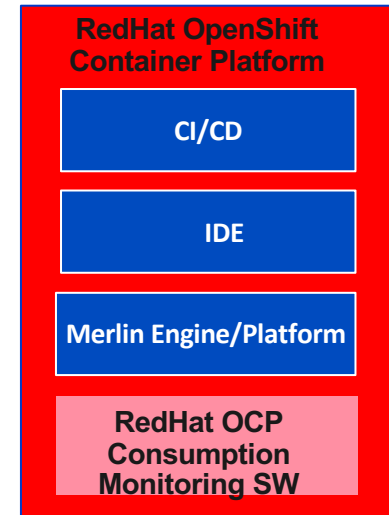 RedHat OpenShift
Container Platform
CI/CD
IDE
Merlin Engine/Platform
RedHat OCP
Consumption
Monitoring SW